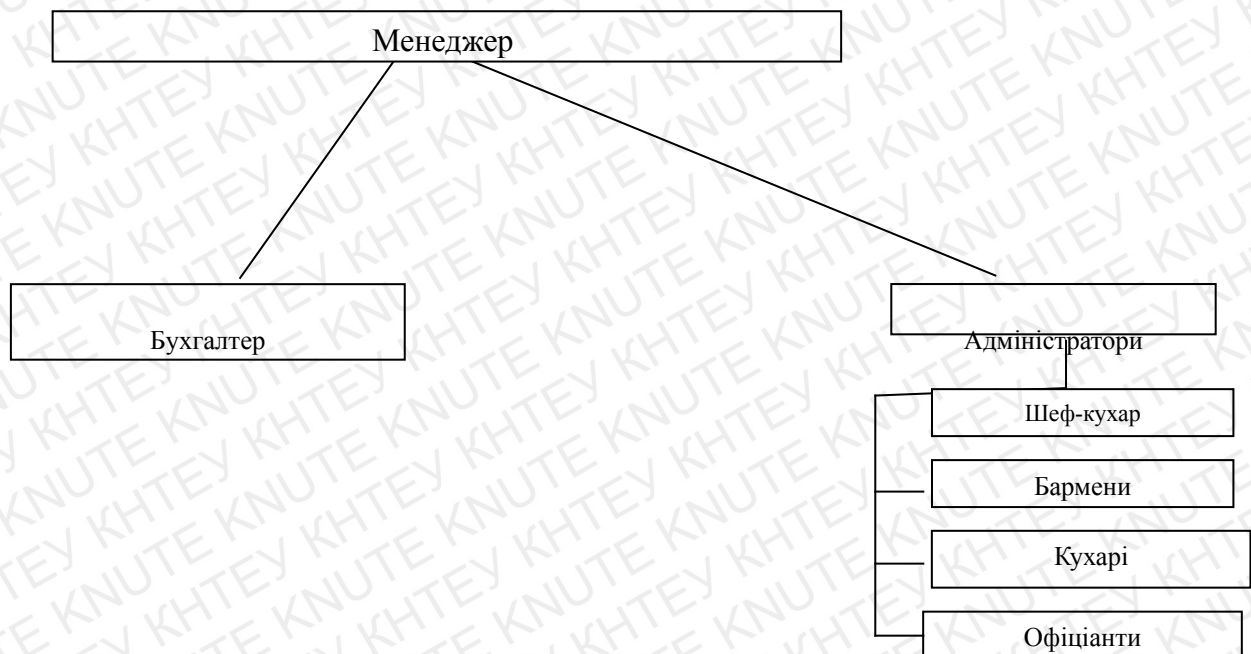 Менеджер
Бухгалтер
Адміністратори
Шеф-кухар
Бармени
Кухарі
Офіціанти